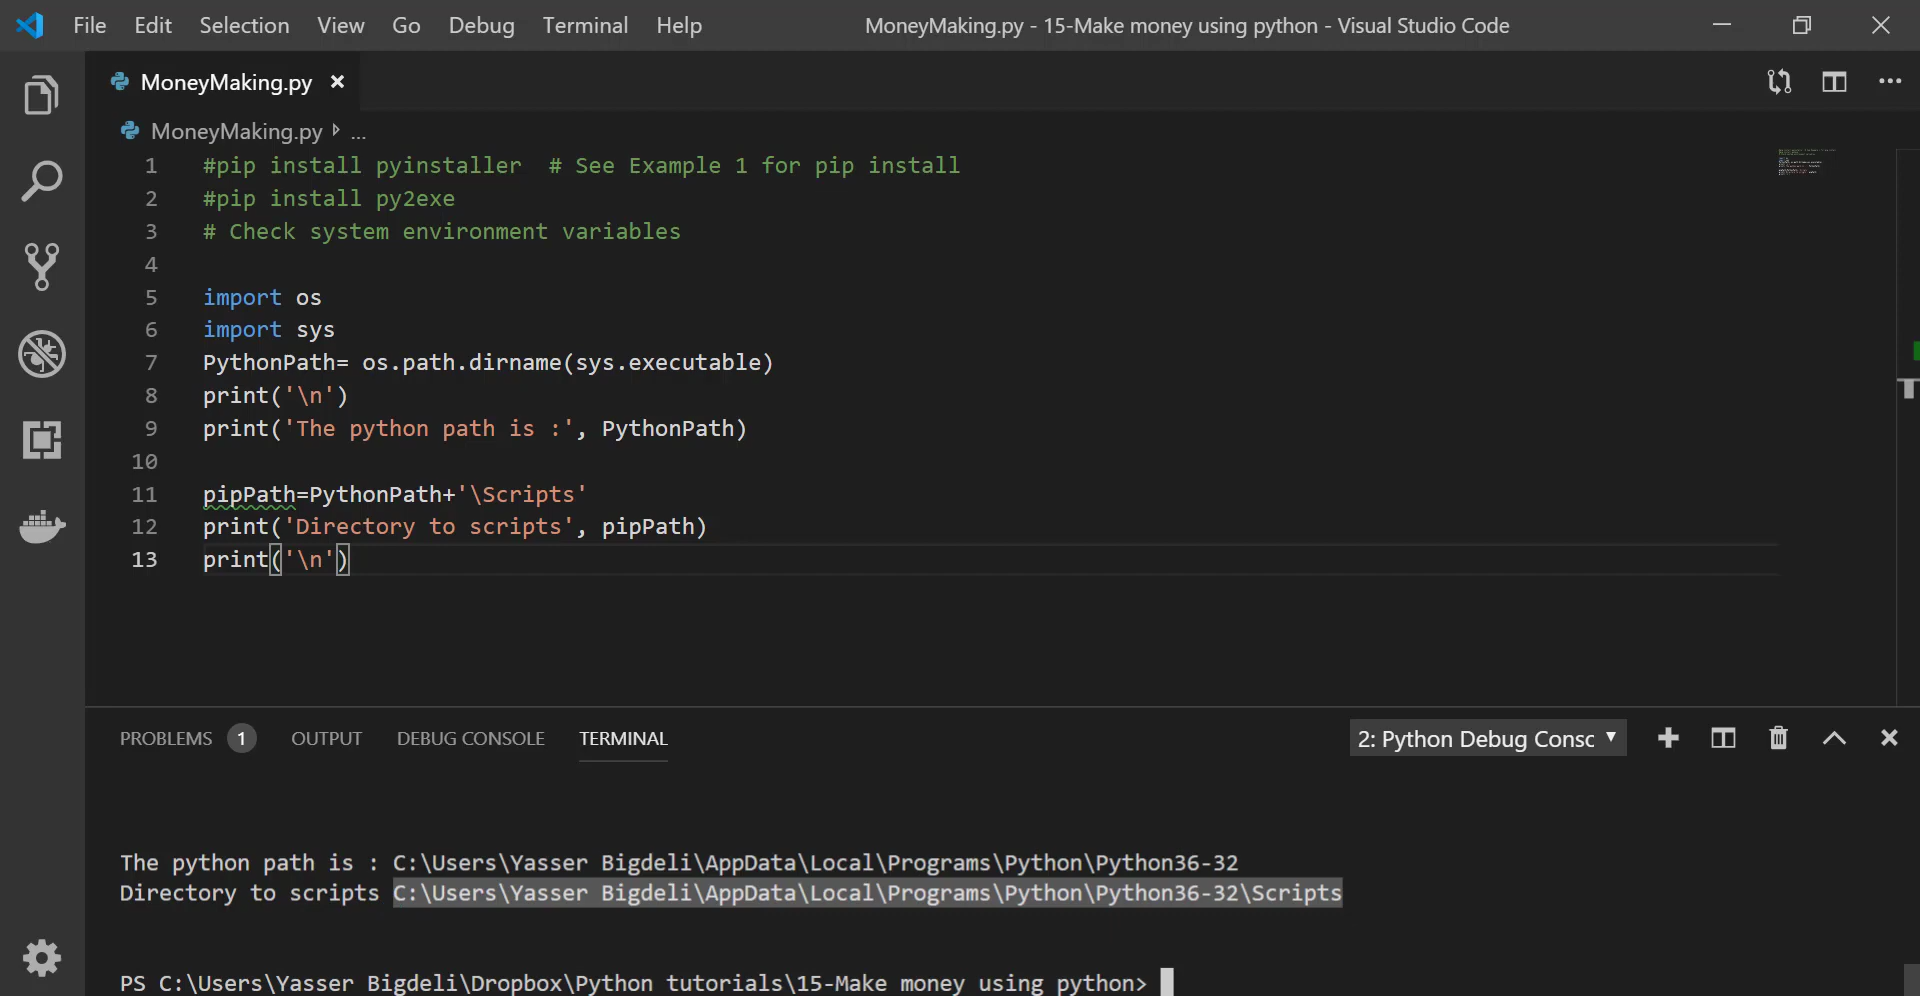 File Edit Selection View Go Debug Terminal Help MoneyMaking.py - 15-Make money using python - Visual Studio Code
MoneyMaking.py
MoneyMaking.py ...
1 #pip install pyinstaller  # See Example 1 for pip install
2 #pip install py2exe
3 # Check system environment variables
4
5 import os
6 import sys
7 PythonPath= os.path.dirname(sys.executable)
8 print('\n')
9 print('The python path is :', PythonPath)
10
11 pipPath=PythonPath+'\Scripts'
12 print('Directory to scripts', pipPath)
13 print('\n')
PROBLEMS 1 OUTPUT DEBUG CONSOLE TERMINAL 2: Python Debug Consc
The python path is : C:\Users\Yasser Bigdeli\AppData\Local\Programs\Python\Python36-32
Directory to scripts C:\Users\Yasser Bigdeli\AppData\Local\Programs\Python\Python36-32\Scripts
PS C:\Users\Yasser Bigdeli\Dropbox\Python tutorials\15-Make money using python>